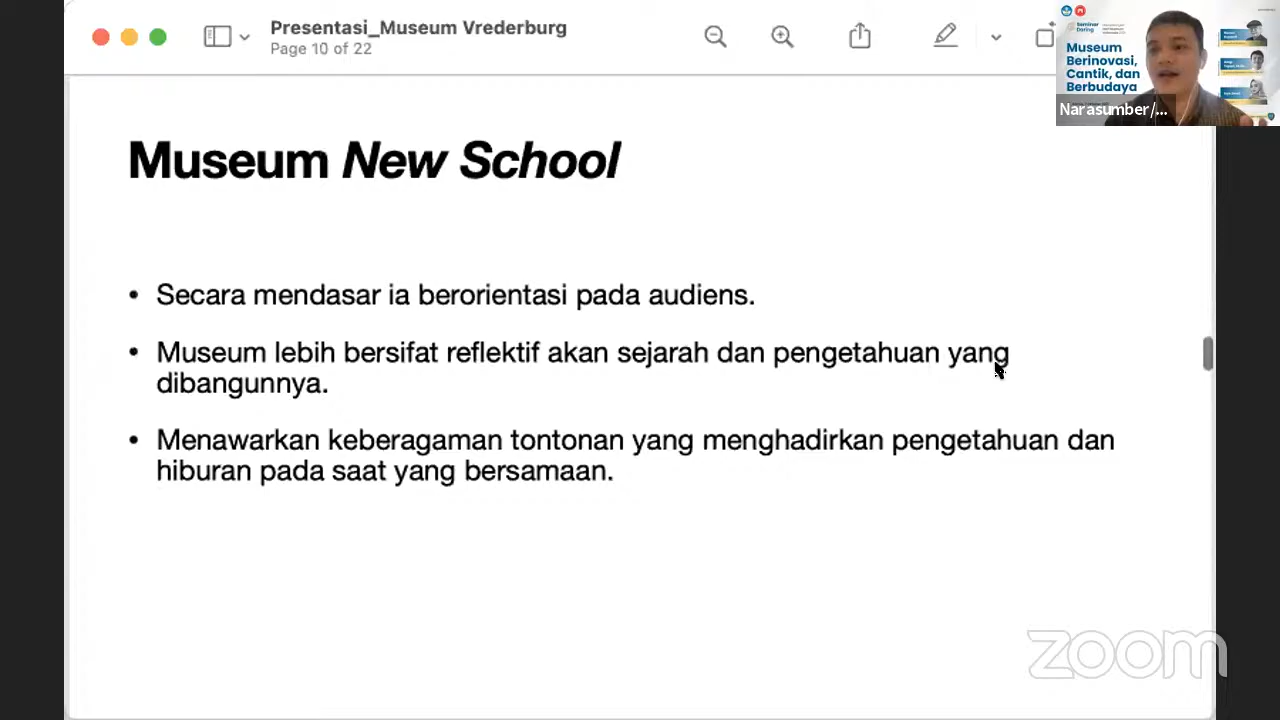 Presentasi_Museum Vrederburg
Page 10 of 22
Seminar
Daring
Museum
Berinovasi,
Cantik, dan
Berbudaya
Narasumber/...
Museum New School
• Secara mendasar ia berorientasi pada audiens.
• Museum lebih bersifat reflektif akan sejarah dan pengetahuan yang
dibangunnya.
• Menawarkan keberagaman tontonan yang menghadirkan pengetahuan dan
hiburan pada saat yang bersamaan.
zoom